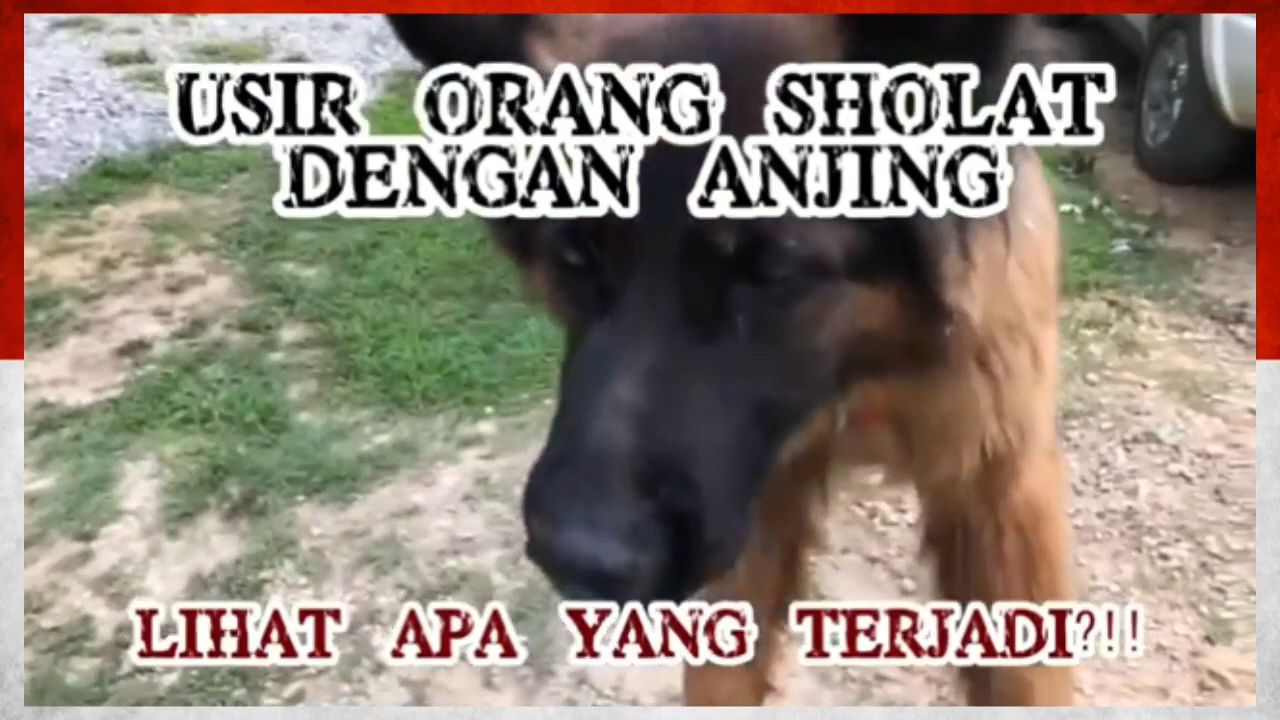 USIR ORANG SHOLAT
DENGAN ANJING
LIHAT APA YANG TERJADI?!!